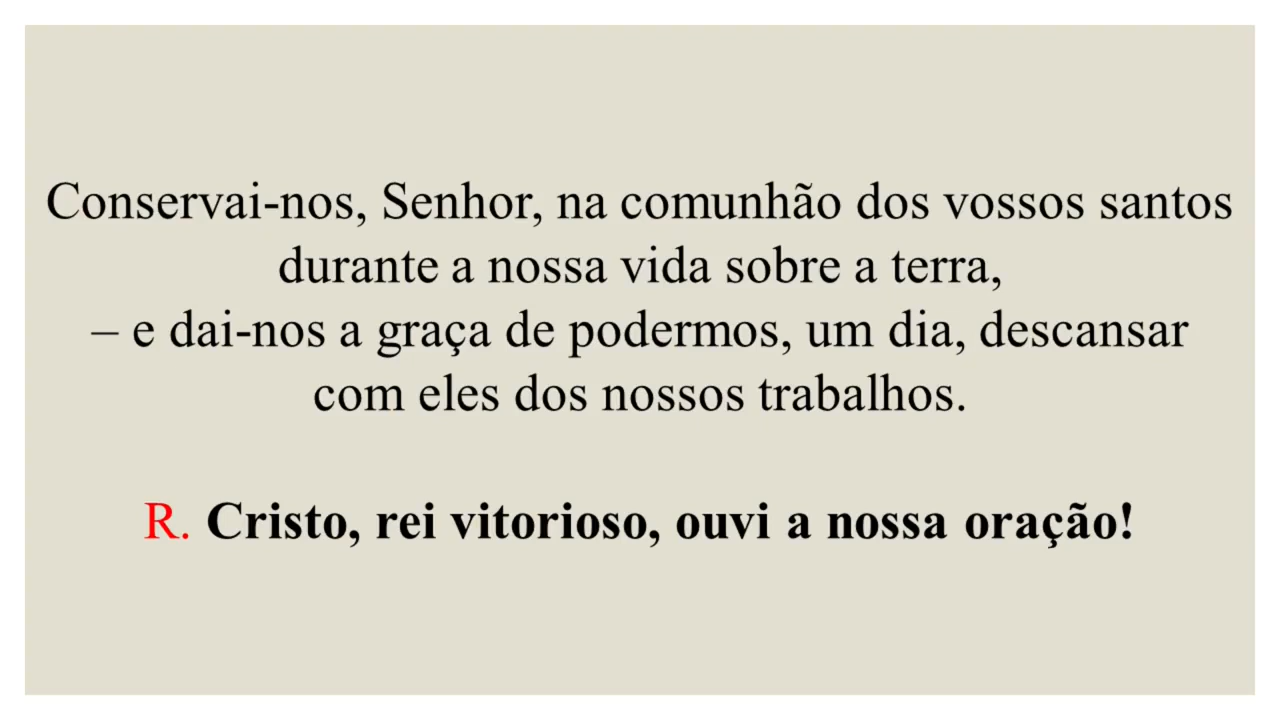 Conservai-nos, Senhor, na comunhão dos vossos santos
durante a nossa vida sobre a terra,
– e dai-nos a graça de podermos, um dia, descansar
com eles dos nossos trabalhos.
R. Cristo, rei vitorioso, ouvi a nossa oração!